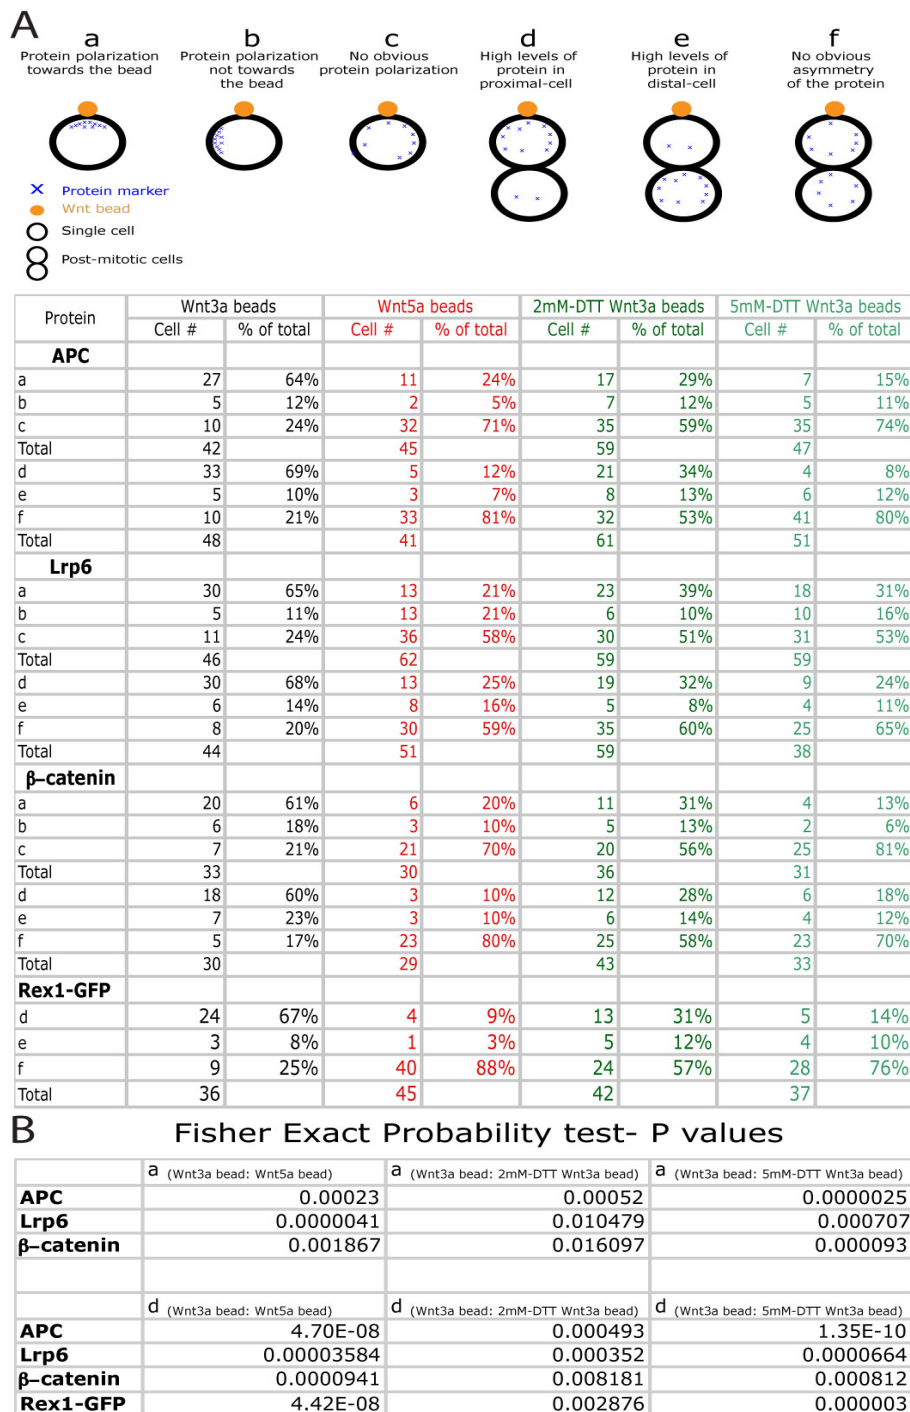 A
a b c d e f
Protein polarization towards the bead
Protein polarization not towards the bead
No obvious protein polarization
High levels of protein in proximal-cell
High levels of protein in distal-cell
No obvious asymmetry of the protein
Protein marker
Wnt bead
Single cell
Post-mitotic cells
Protein Wnt3a beads Wnt5a beads 2mM-DTT Wnt3a beads 5mM-DTT Wnt3a beads
Cell # % of total Cell # % of total Cell # % of total Cell # % of total
APC
a 27 64% 11 24% 17 29% 7 15%
b 5 12% 2 5% 7 12% 5 11%
c 10 24% 32 71% 35 59% 35 74%
Total 42 45 59 47
d 33 69% 5 12% 21 34% 4 8%
e 5 10% 3 7% 8 13% 6 12%
f 10 21% 33 81% 32 53% 41 80%
Total 48 41 61 51
Lrp6
a 30 65% 13 21% 23 39% 18 31%
b 5 11% 13 21% 6 10% 10 16%
c 11 24% 36 58% 30 51% 31 53%
Total 46 62 59 59
d 30 68% 13 25% 19 32% 9 24%
e 6 14% 8 16% 5 8% 4 11%
f 8 20% 30 59% 35 60% 25 65%
Total 44 51 59 38
β–catenin
a 20 61% 6 20% 11 31% 4 13%
b 6 18% 3 10% 5 13% 2 6%
c 7 21% 21 70% 20 56% 25 81%
Total 33 30 36 31
d 18 60% 3 10% 12 28% 6 18%
e 7 23% 3 10% 6 14% 4 12%
f 5 17% 23 80% 25 58% 23 70%
Total 30 29 43 33
Rex1-GFP
d 24 67% 4 9% 13 31% 5 14%
e 3 8% 1 3% 5 12% 4 10%
f 9 25% 40 88% 24 57% 28 76%
Total 36 45 42 37
B Fisher Exact Probability test- P values
a (Wnt3a bead: Wnt5a bead) a (Wnt3a bead: 2mM-DTT Wnt3a bead) a (Wnt3a bead: 5mM-DTT Wnt3a bead)
APC 0.00023 0.00052 0.0000025
Lrp6 0.0000041 0.010479 0.000707
β–catenin 0.001867 0.016097 0.000093
d (Wnt3a bead: Wnt5a bead) d (Wnt3a bead: 2mM-DTT Wnt3a bead) d (Wnt3a bead: 5mM-DTT Wnt3a bead)
APC 4.70E-08 0.000493 1.35E-10
Lrp6 0.00003584 0.000352 0.0000664
β–catenin 0.0000941 0.008181 0.000812
Rex1-GFP 4.42E-08 0.002876 0.000003